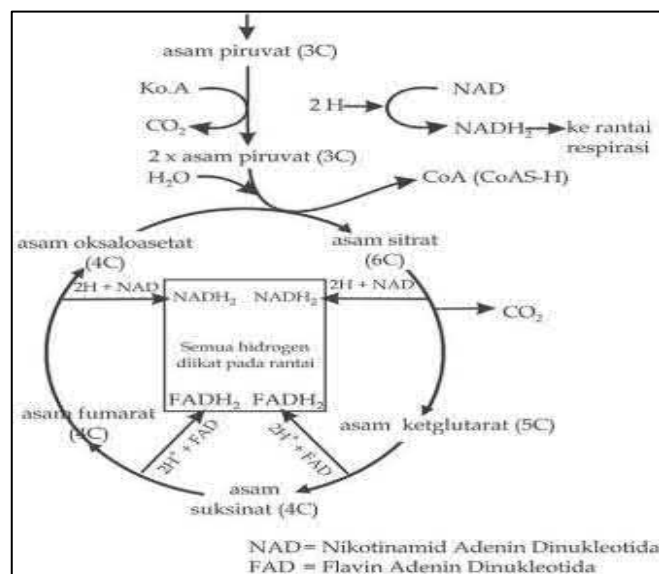 asam piruvat (3C)
Ko.A
NAD
2 H
CO₂
NADH₂
ke rantai
respirasi
2 x asam piruvat (3C)
H₂O
CoA (CoAS-H)
asam oksaloasetat
(4C)
asam sitrat
(6C)
2H + NAD
2H + NAD
NADH₂ NADH₂
CO₂
Semua hidrogen
diikat pada rantai
FADH₂ FADH₂
asam fumarat
(4C)
asam ketglutarat (5C)
2H⁺ + FAD
2H⁺ + FAD
asam
suksinat (4C)
NAD = Nikotinamid Adenin Dinukleotida
FAD = Flavin Adenin Dinukleotida